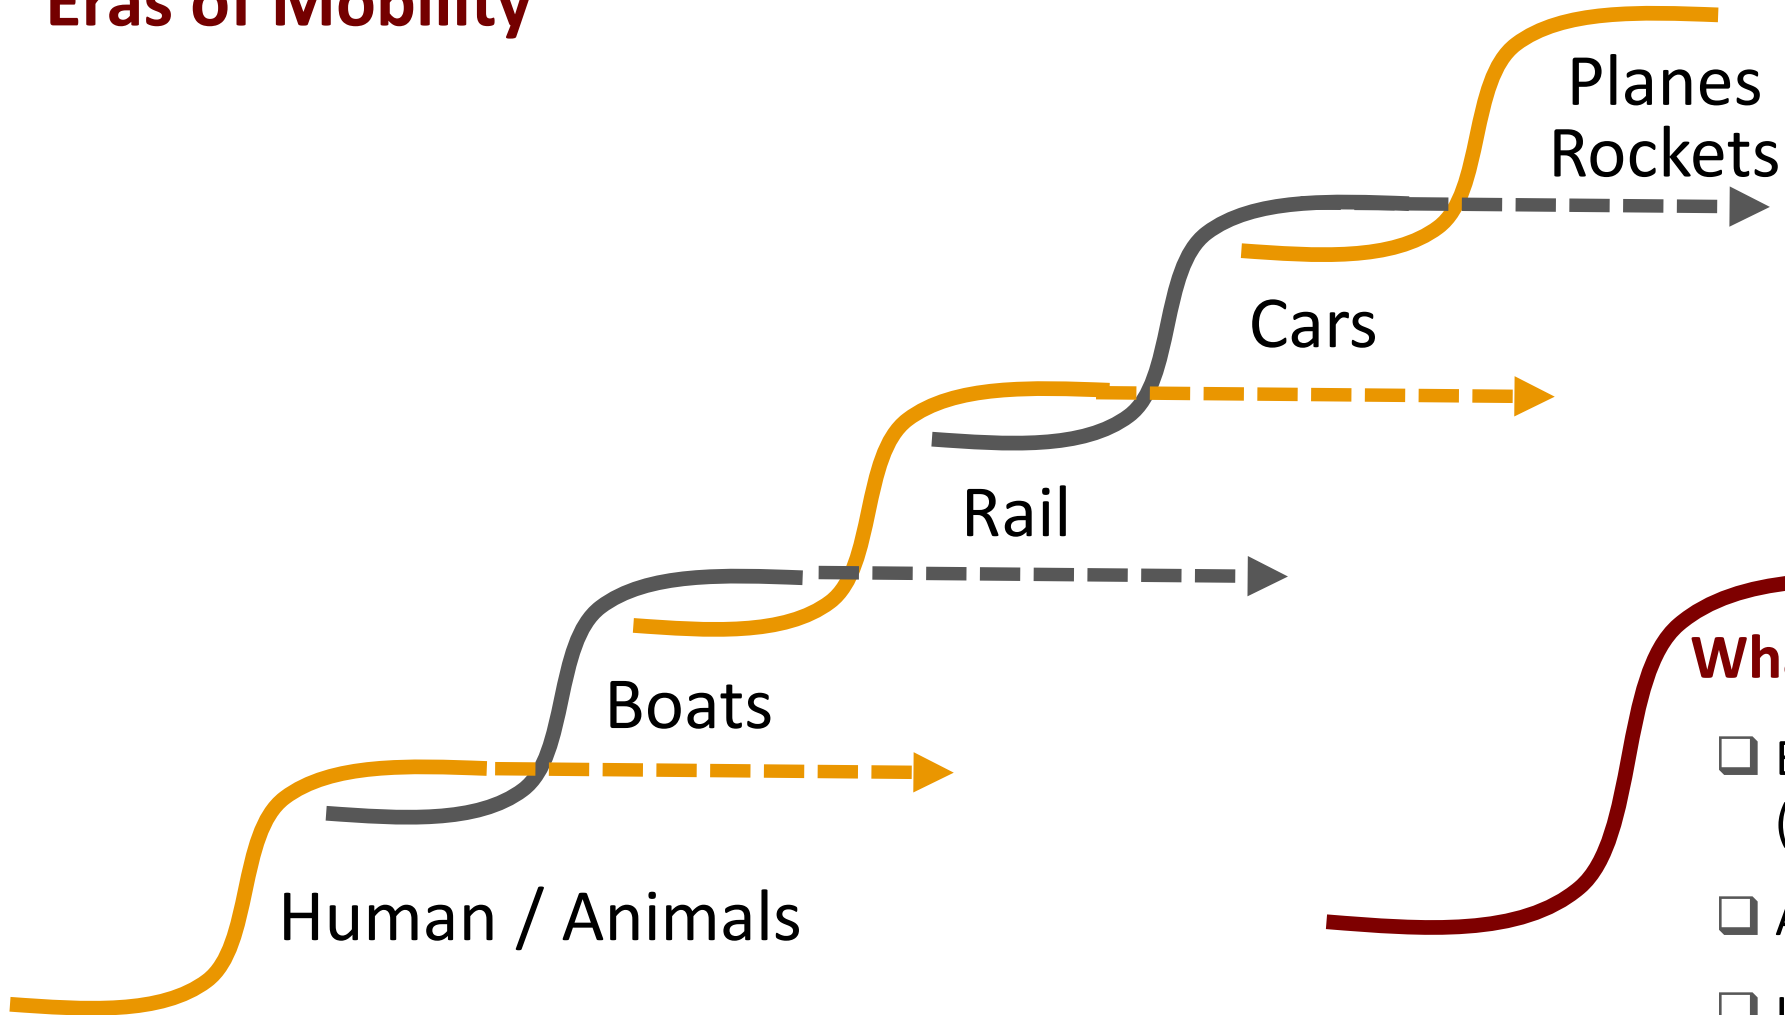 Eras of Mobility
Planes
Rockets
Cars
Rail
Boats
Human / Animals